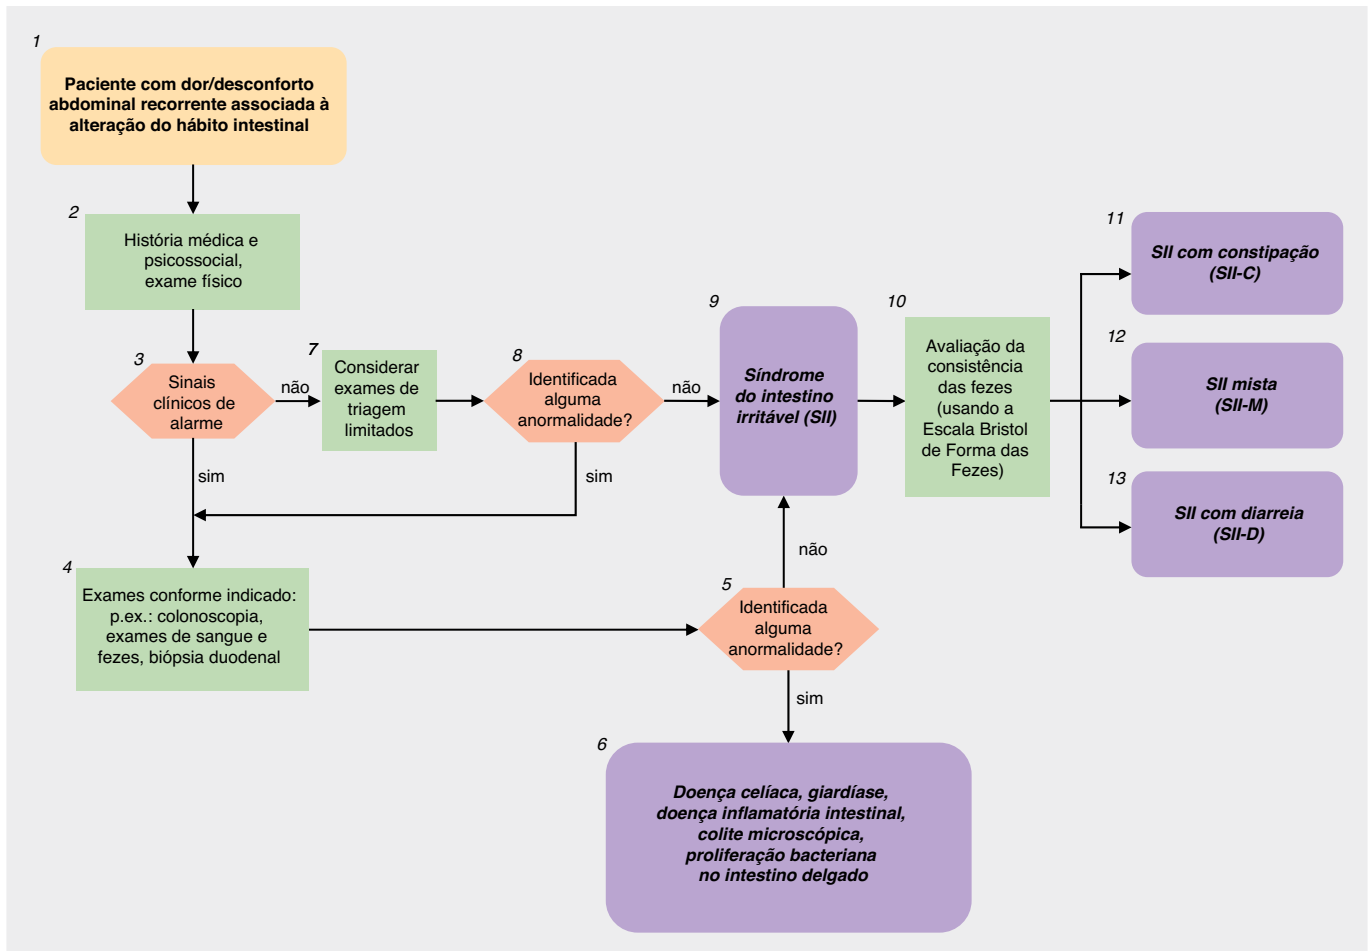 1
Paciente com dor/desconforto
abdominal recorrente associada à
alteração do hábito intestinal
2
História médica e
psicossocial,
exame físico
3
Sinais
clínicos de
alarme
não
sim
7
Considerar
exames de
triagem
limitados
8
Identificada
alguma
anormalidade?
não
sim
4
Exames conforme indicado:
p.ex.: colonoscopia,
exames de sangue e
fezes, biópsia duodenal
5
Identificada
alguma
anormalidade?
não
sim
6
Doença celíaca, giardíase,
doença inflamatória intestinal,
colite microscópica,
proliferação bacteriana
no intestino delgado
9
Síndrome
do intestino
irritável (SII)
10
Avaliação da
consistência
das fezes
(usando a
Escala Bristol
de Forma das
Fezes)
11
SII com constipação
(SII-C)
12
SII mista
(SII-M)
13
SII com diarreia
(SII-D)